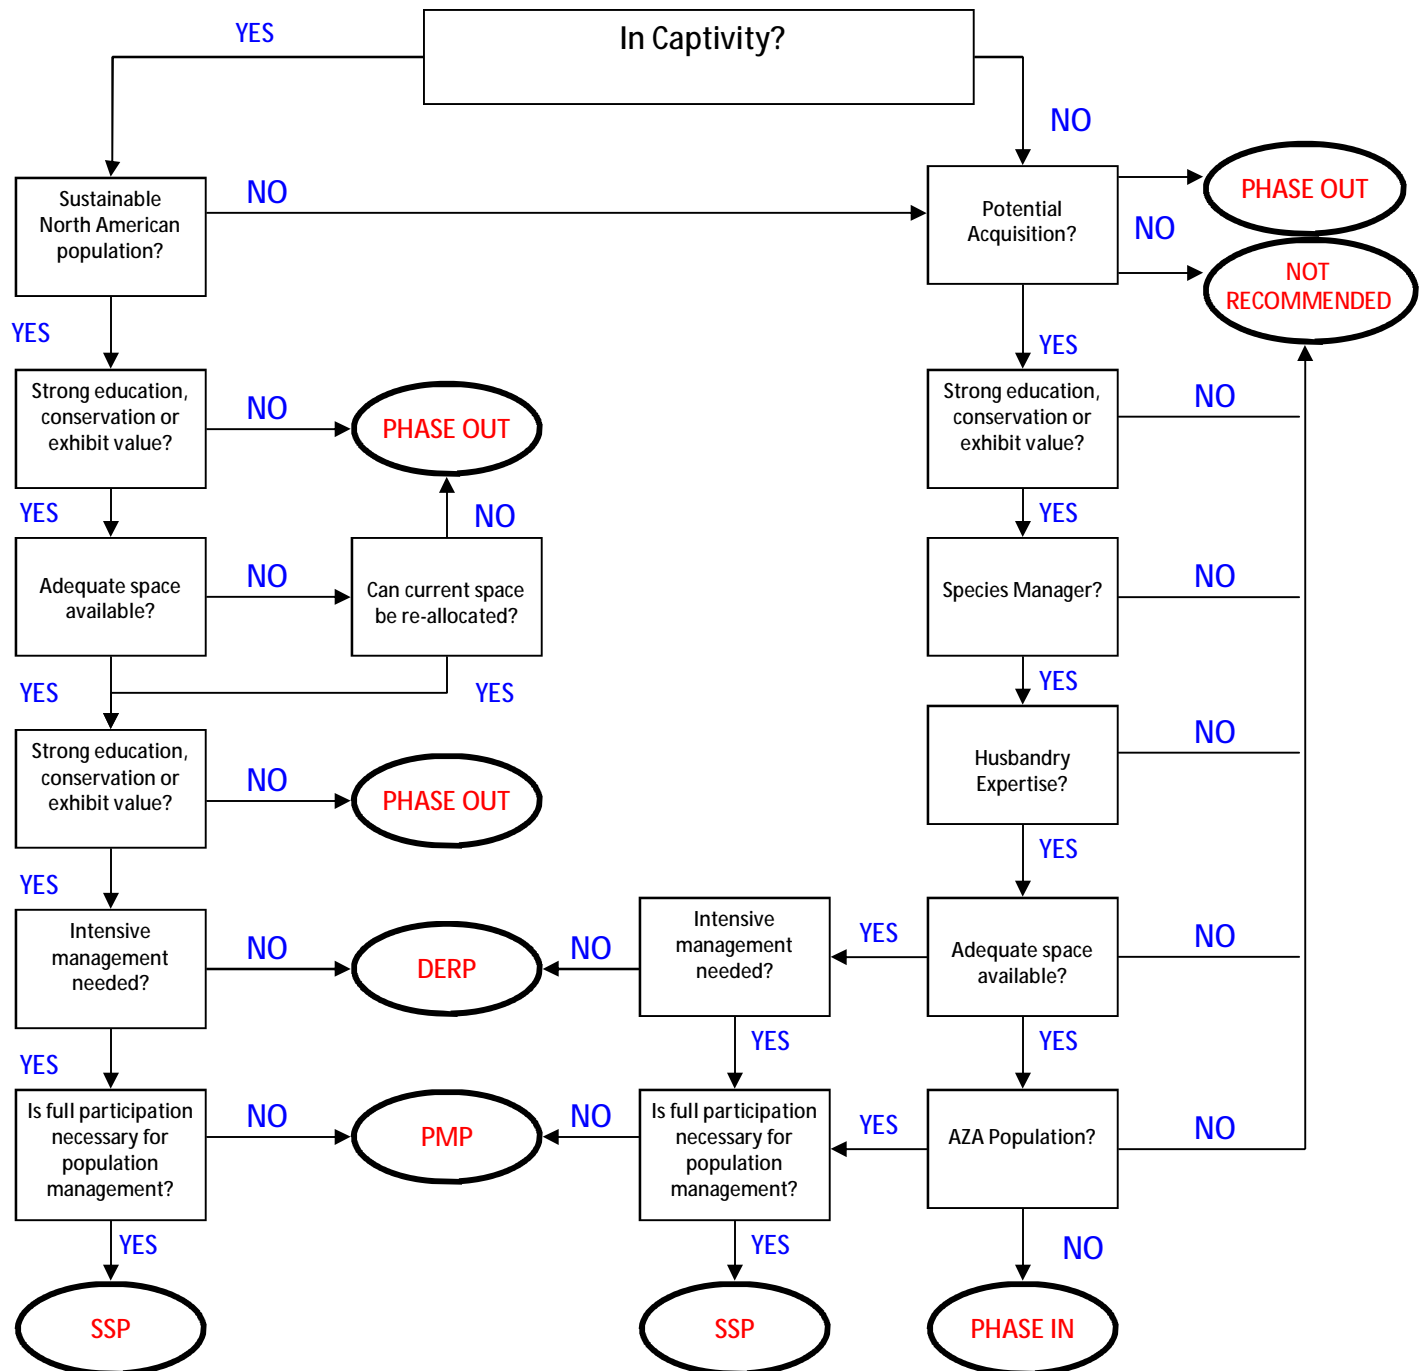 YES
In Captivity?
NO
Sustainable
North American
population?
NO
Potential
Acquisition?
PHASE OUT
NO
NOT
RECOMMENDED
YES
YES
Strong education,
conservation or
exhibit value?
NO
PHASE OUT
Strong education,
conservation or
exhibit value?
NO
YES
NO
YES
Adequate space
available?
NO
Can current space
be re-allocated?
Species Manager?
NO
YES
YES
YES
Strong education,
conservation or
exhibit value?
NO
PHASE OUT
Husbandry
Expertise?
NO
YES
YES
Intensive
management
needed?
NO
DERP
NO
Intensive
management
needed?
YES
Adequate space
available?
NO
YES
YES
YES
Is full participation
necessary for
population
management?
NO
PMP
NO
Is full participation
necessary for
population
management?
YES
AZA Population?
NO
YES
YES
NO
SSP
SSP
PHASE IN